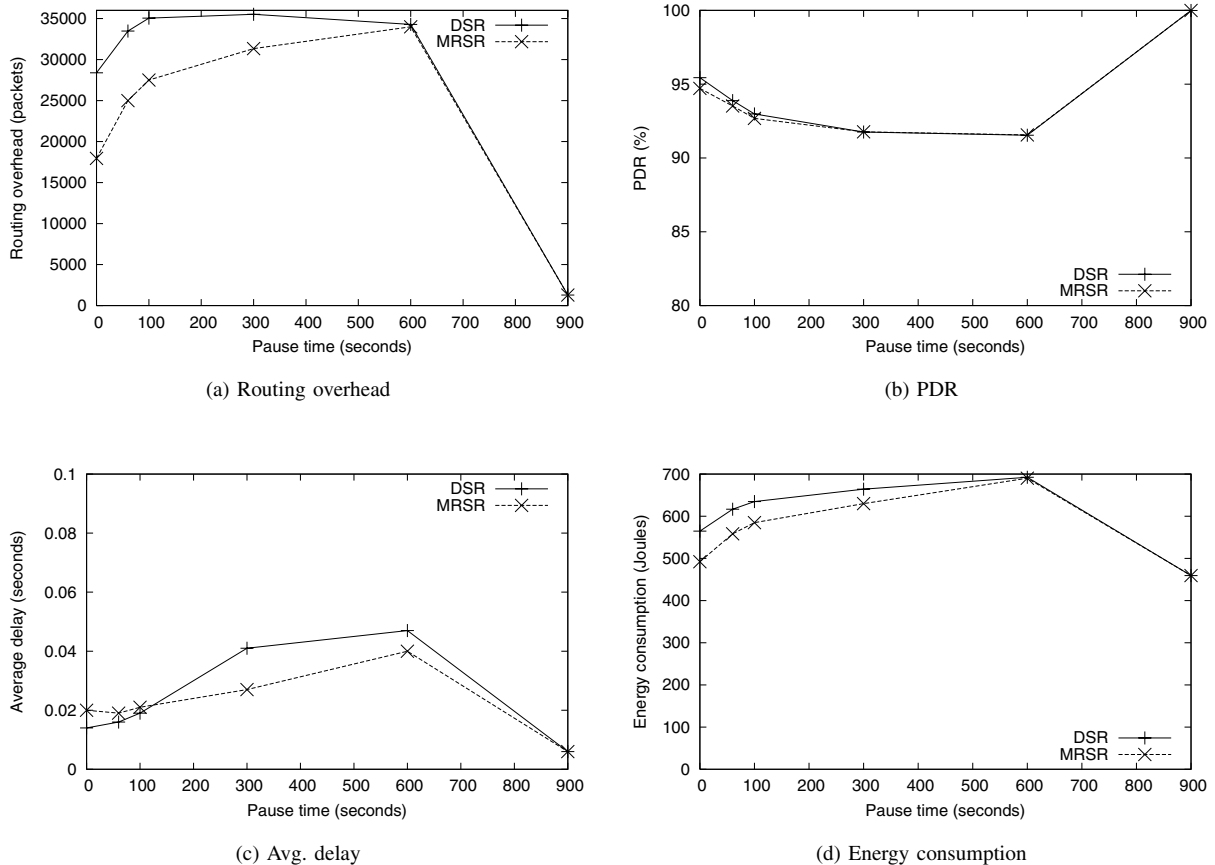 35000
30000
25000
20000
15000
10000
5000
0
Routing overhead (packets)
DSR
MRSR
0 100 200 300 400 500 600 700 800 900
Pause time (seconds)
(a) Routing overhead
100
95
90
85
80
PDR (%)
DSR
MRSR
0 100 200 300 400 500 600 700 800 900
Pause time (seconds)
(b) PDR
0.1
0.08
0.06
0.04
0.02
0
Average delay (seconds)
DSR
MRSR
0 100 200 300 400 500 600 700 800 900
Pause time (seconds)
(c) Avg. delay
700
600
500
400
300
200
100
0
Energy consumption (Joules)
DSR
MRSR
0 100 200 300 400 500 600 700 800 900
Pause time (seconds)
(d) Energy consumption